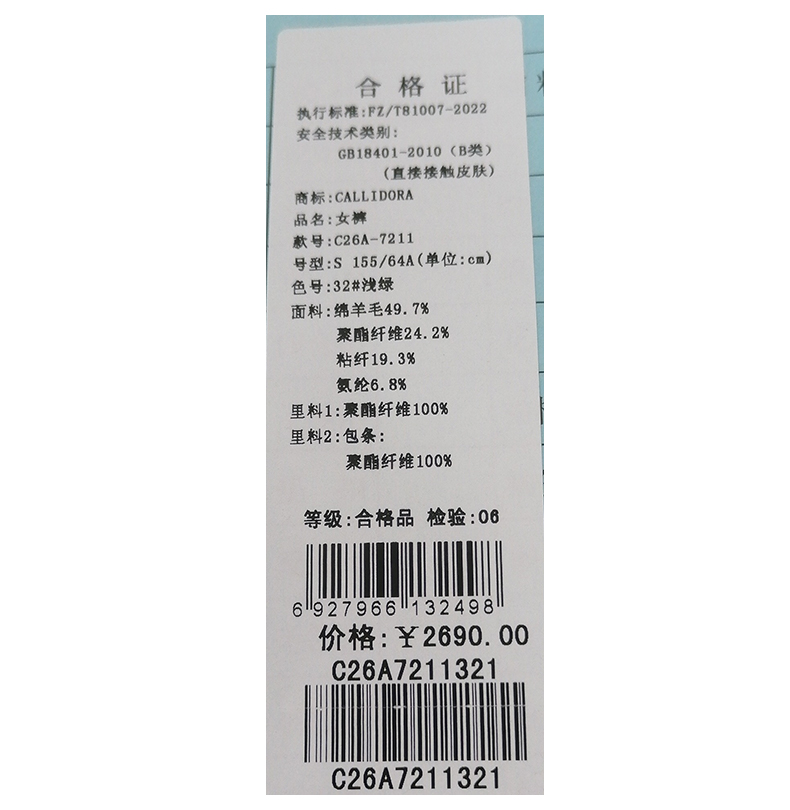 合格证
执行标准:FZ/T81007-2022
安全技术类别:
GB18401-2010(B类)
(直接接触皮肤)
商标:CALLIDORA
品名:女裤
款号:C26A-7211
号型:S 155/64A(单位:cm)
色号:32#浅绿
面料:绵羊毛49.7%
聚酯纤维24.2%
粘纤19.3%
氨纶6.8%
里料1:聚酯纤维100%
里料2:包条:
聚酯纤维100%
等级:合格品 检验:06
6 927966 132498
价格:¥2690.00
C26A7211321
C26A7211321